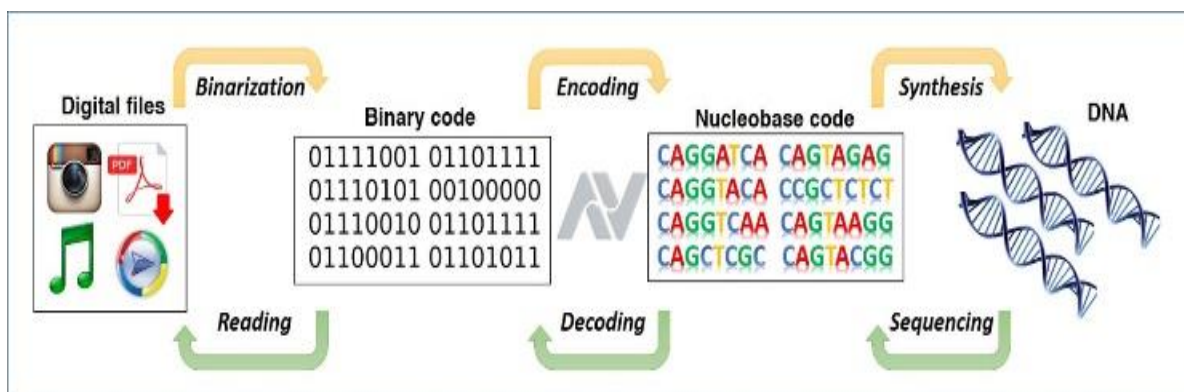 Binarization
Encoding
Synthesis
Digital files
Binary code
Nucleobase code
DNA
PDF
01111001 01101111
01110101 00100000
01110010 01101111
01100011 01101011
AV
CAGGATCA CAGTAGAG
CAGGTACA CCGCTCTCT
CAGGTCAA CAGTAAGG
CAGCTCGC CAGTACGG
Reading
Decoding
Sequencing